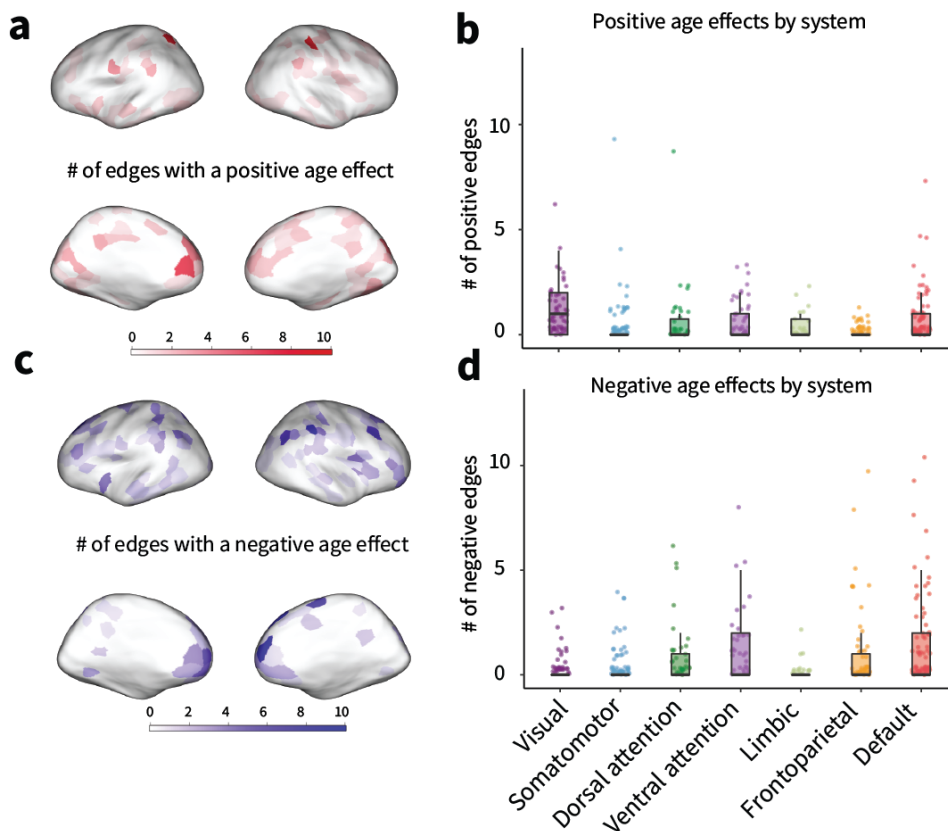 a
# of edges with a positive age effect
0 2 4 6 8 10
b
Positive age effects by system
# of positive edges
10
5
0
c
# of edges with a negative age effect
0 2 4 6 8 10
d
Negative age effects by system
# of negative edges
10
5
0
Visual
Somatomotor
Dorsal attention
Ventral attention
Limbic
Frontoparietal
Default